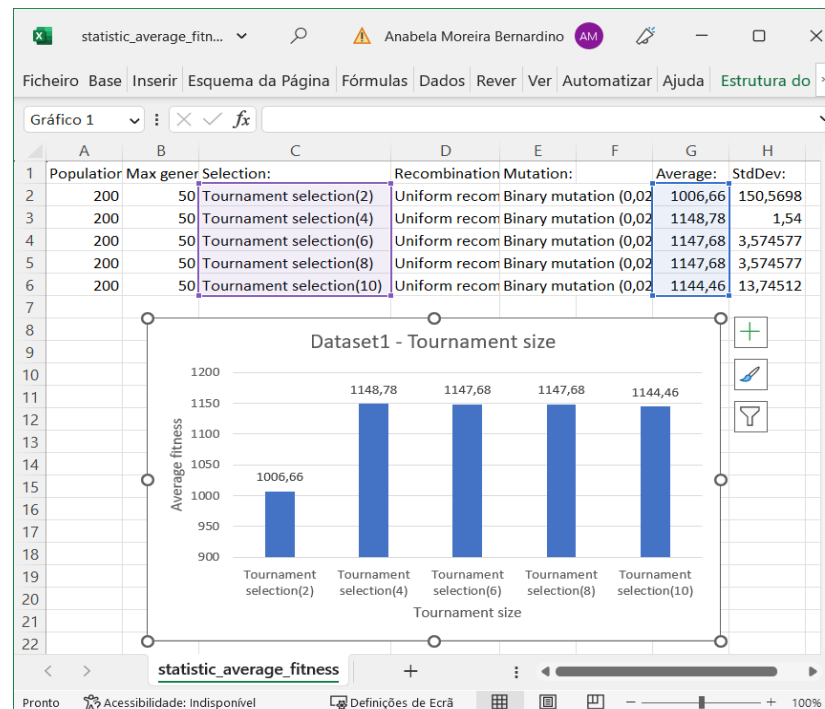 statistic_average_fitn... Anabela Moreira Bernardino AM
Ficheiro Base Inserir Esquema da Página Fórmulas Dados Rever Ver Automatizar Ajuda Estrutura do
Gráfico 1 fx
A B C D E F G H
1 Population Max gener Selection: Recombination Mutation: Average: StdDev:
2 200 50 Tournament selection(2) Uniform recom Binary mutation (0,02 1006,66 150,5698
3 200 50 Tournament selection(4) Uniform recom Binary mutation (0,02 1148,78 1,54
4 200 50 Tournament selection(6) Uniform recom Binary mutation (0,02 1147,68 3,574577
5 200 50 Tournament selection(8) Uniform recom Binary mutation (0,02 1147,68 3,574577
6 200 50 Tournament selection(10) Uniform recom Binary mutation (0,02 1144,46 13,74512
7
8
9
10
11
12
13
14
15
16
17
18
19
20
21
22
Dataset1 - Tournament size
Average fitness
1200
1150
1100
1050
1000
950
900
1006,66 1148,78 1147,68 1147,68 1144,46
Tournament Tournament Tournament Tournament Tournament
selection(2) selection(4) selection(6) selection(8) selection(10)
Tournament size
statistic_average_fitness
Pronto Acessibilidade: Indisponível Definições de Ecrã 100%